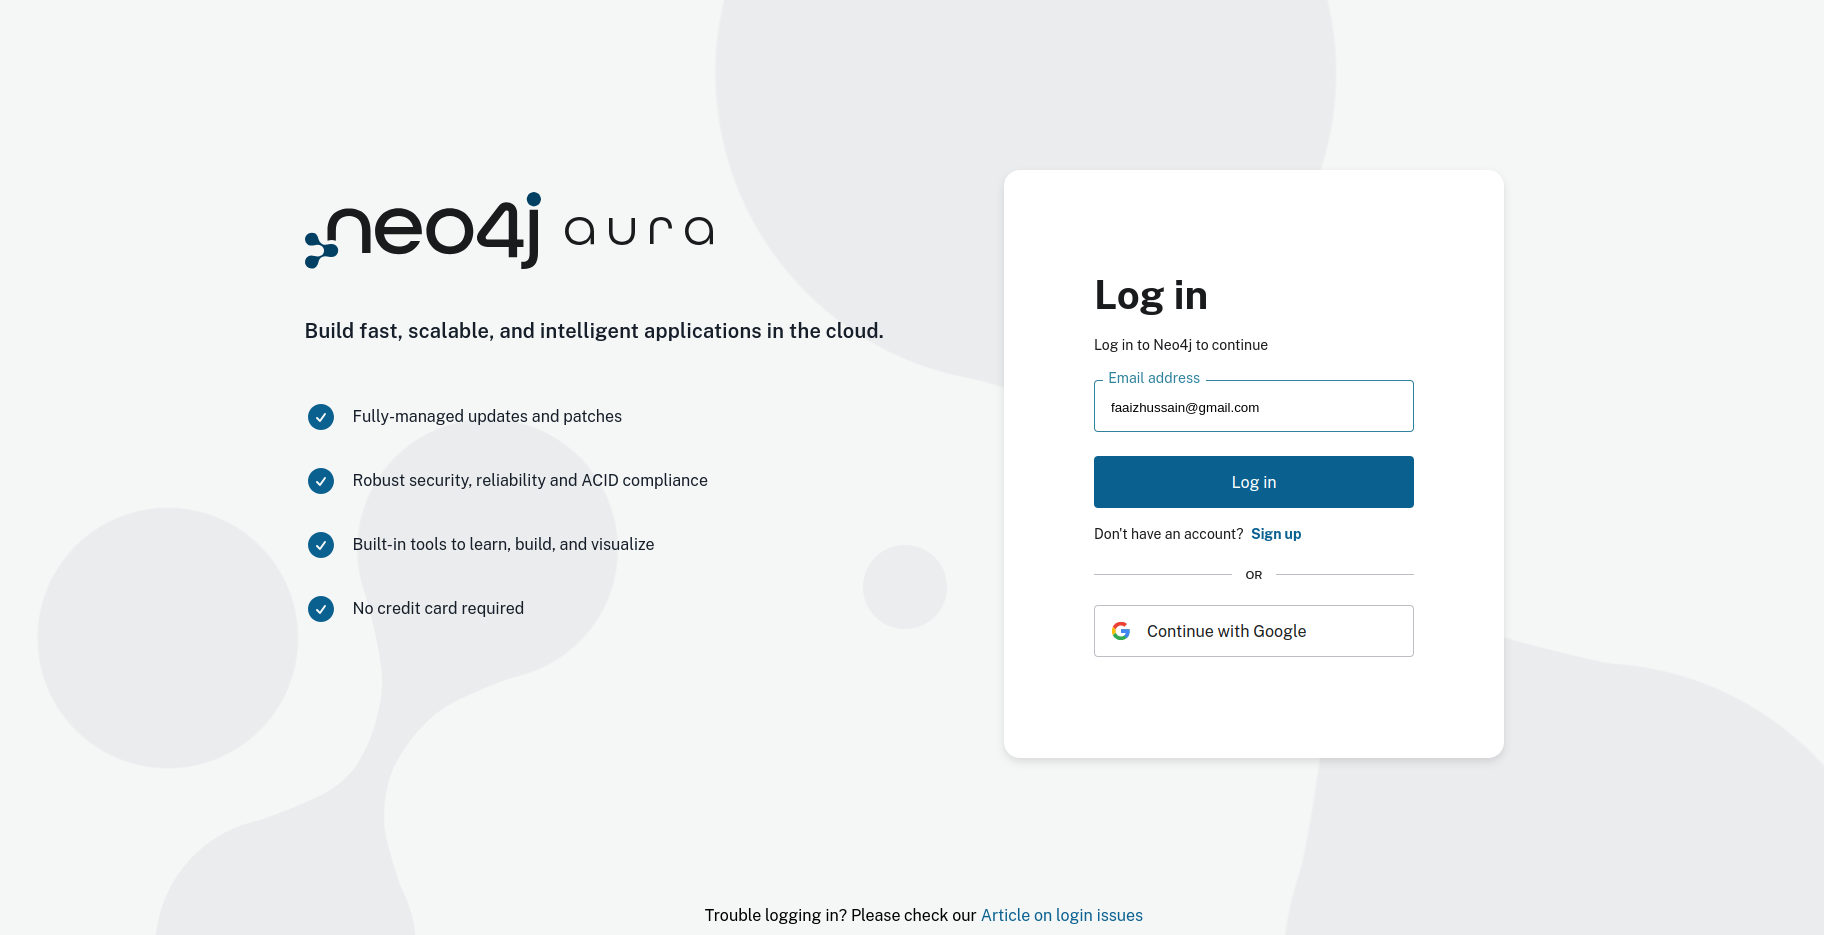 neo4j aura
Build fast, scalable, and intelligent applications in the cloud.
Fully-managed updates and patches
Robust security, reliability and ACID compliance
Built-in tools to learn, build, and visualize
No credit card required
Log in
Log in to Neo4j to continue
Email address
faaizhussain@gmail.com
Log in
Don't have an account? Sign up
OR
Continue with Google
Trouble logging in? Please check our Article on login issues